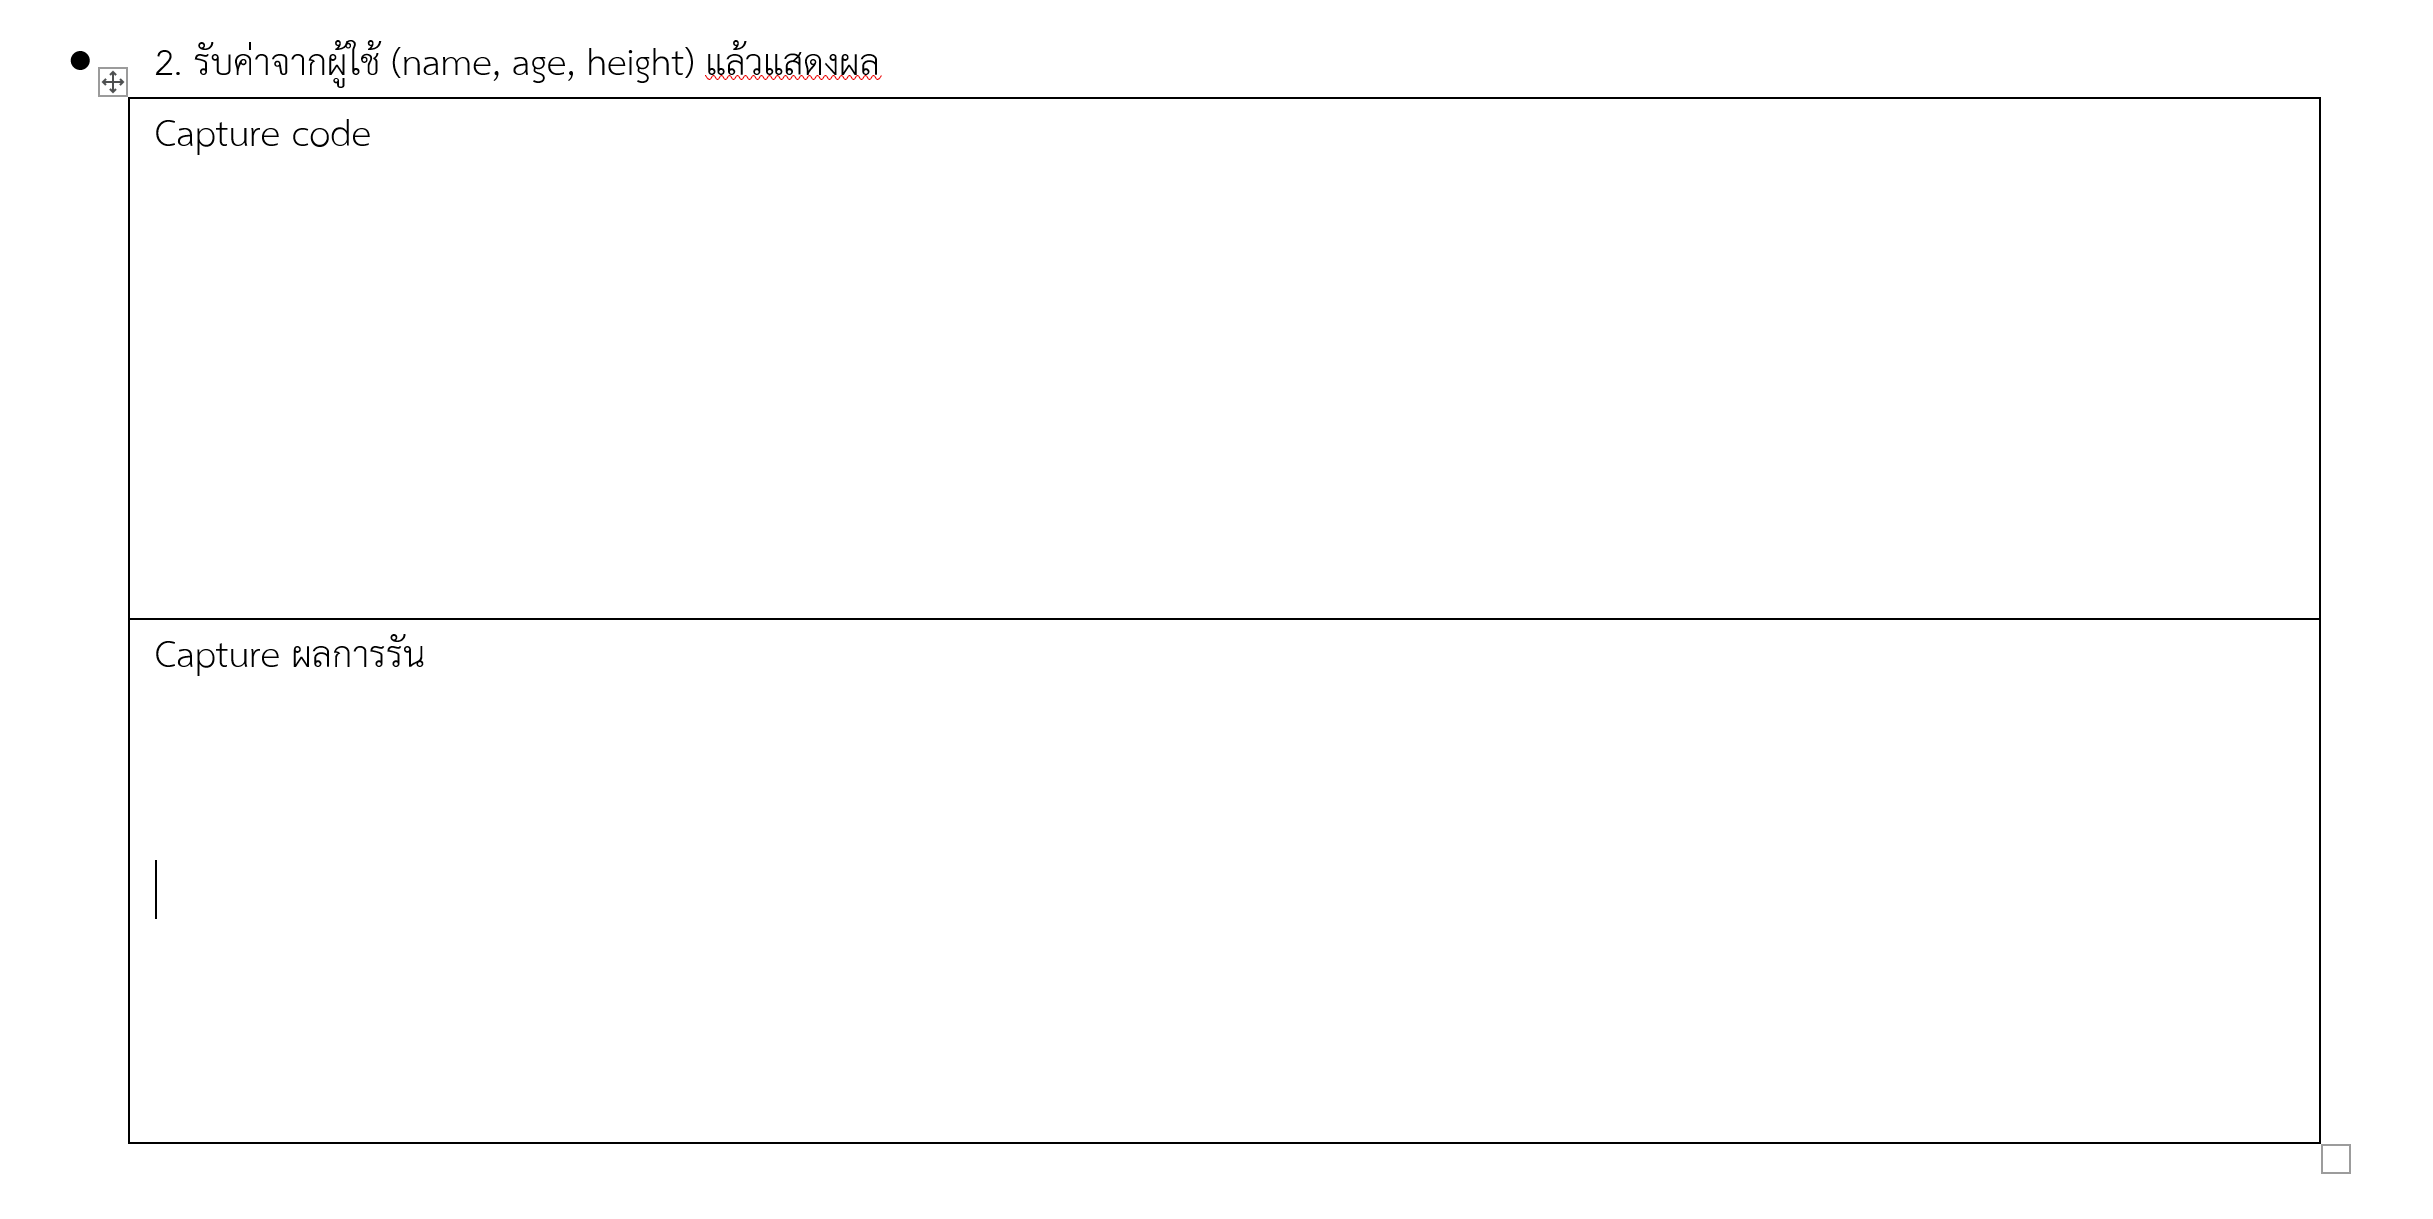 ● 2. รับค่าจากผู้ใช้ (name, age, height) แล้วแสดงผล
Capture code
Capture ผลการรัน